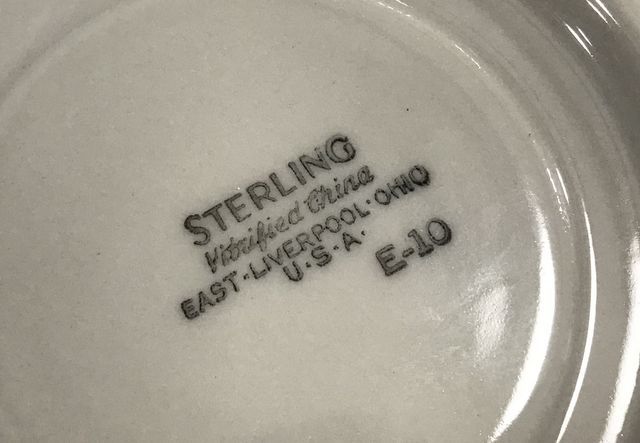 STERLING
Vitrified China
EAST·LIVERPOOL·OHIO
U·S·A·
E-10